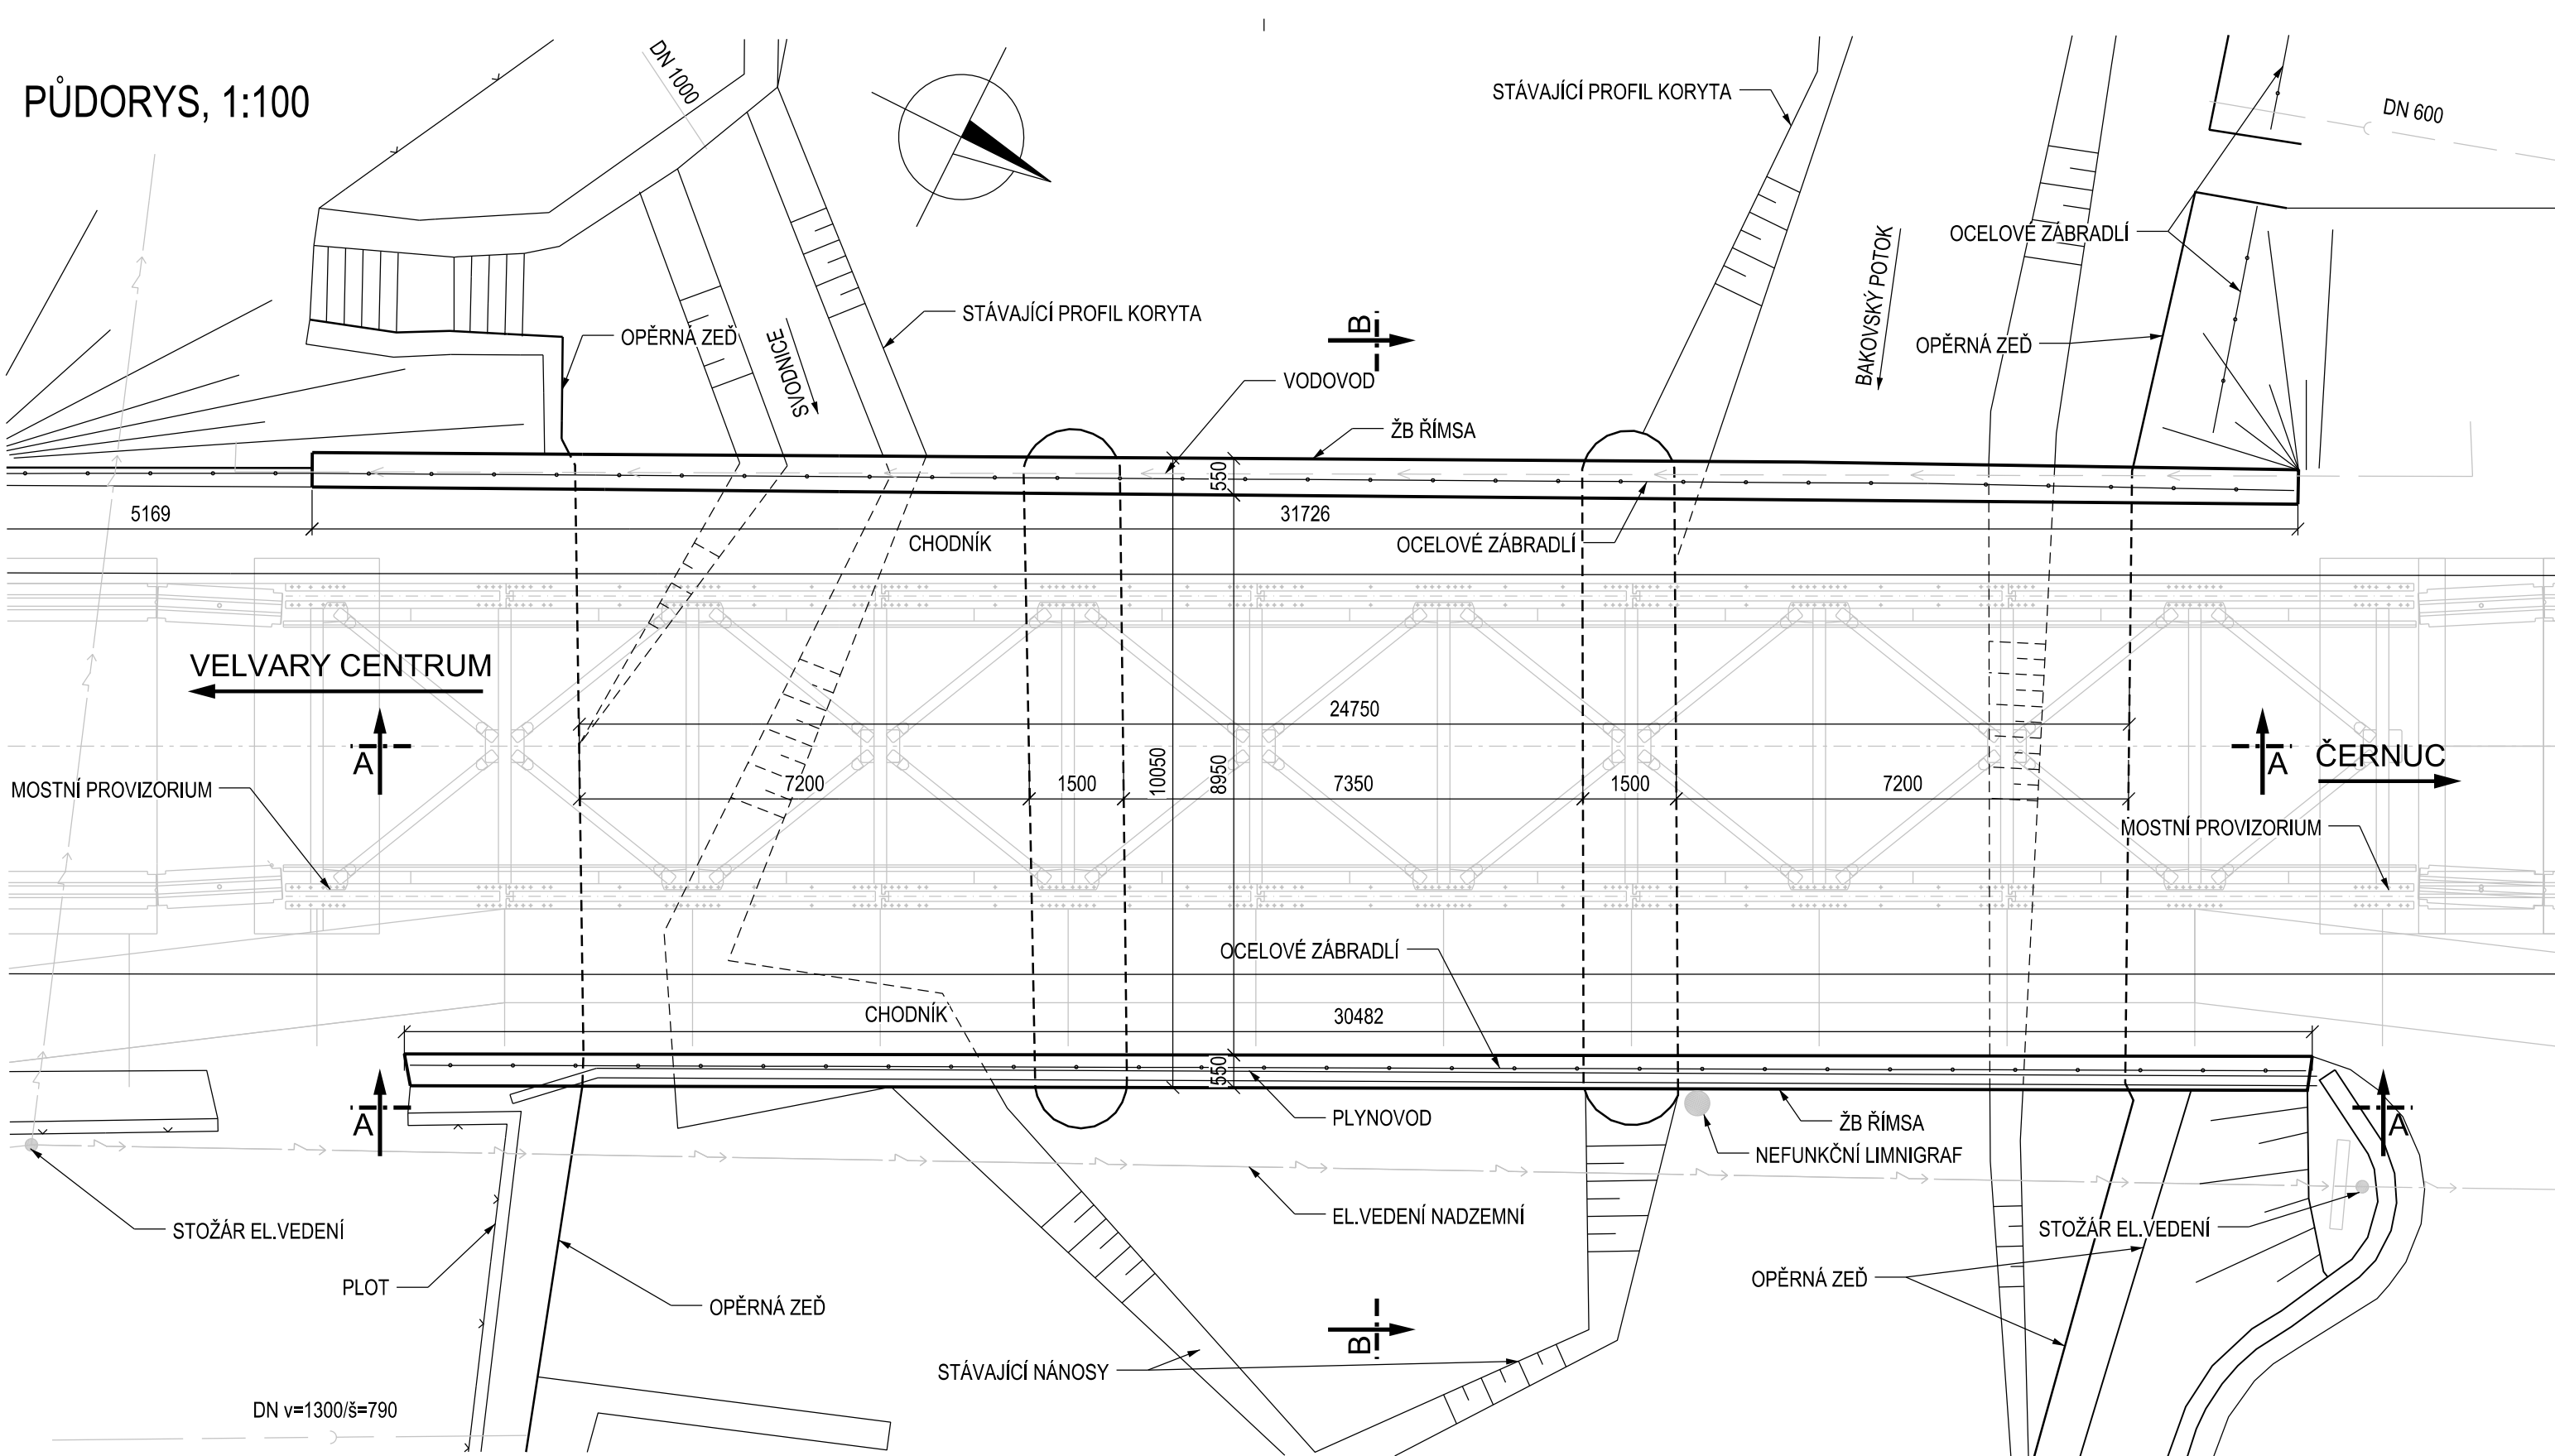 PŮDORYS, 1:100
DN 1000
STÁVAJÍCÍ PROFIL KORYTA
DN 600
OCELOVÉ ZÁBRADLÍ
BAKOVSKÝ POTOK
STÁVAJÍCÍ PROFIL KORYTA
OPĚRNÁ ZEĎ
SVODNICE
B
OPĚRNÁ ZEĎ
VODOVOD
ŽB ŘÍMSA
550
5169
31726
CHODNÍK
OCELOVÉ ZÁBRADLÍ
VELVARY CENTRUM
24750
A
10050
8950
A
ČERNUC
MOSTNÍ PROVIZORIUM
7200
1500
7350
1500
7200
MOSTNÍ PROVIZORIUM
OCELOVÉ ZÁBRADLÍ
CHODNÍK
30482
550
A
PLYNOVOD
ŽB ŘÍMSA
A
NEFUNKČNÍ LIMNIGRAF
STOŽÁR EL.VEDENÍ
EL.VEDENÍ NADZEMNÍ
STOŽÁR EL.VEDENÍ
PLOT
OPĚRNÁ ZEĎ
OPĚRNÁ ZEĎ
B
STÁVAJÍCÍ NÁNOSY
DN v=1300/š=790